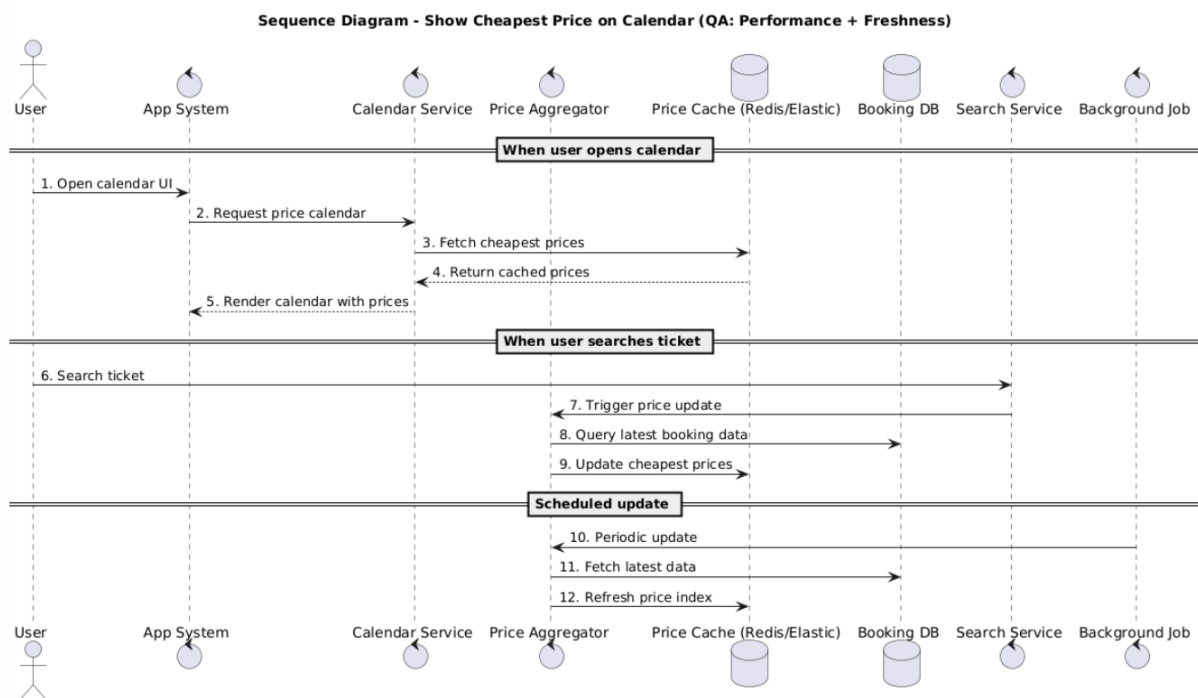 Sequence Diagram - Show Cheapest Price on Calendar (QA: Performance + Freshness)
User App System Calendar Service Price Aggregator Price Cache (Redis/Elastic) Booking DB Search Service Background Job
When user opens calendar
1. Open calendar UI
2. Request price calendar
3. Fetch cheapest prices
4. Return cached prices
5. Render calendar with prices
When user searches ticket
6. Search ticket
7. Trigger price update
8. Query latest booking data
9. Update cheapest prices
Scheduled update
10. Periodic update
11. Fetch latest data
12. Refresh price index
User App System Calendar Service Price Aggregator Price Cache (Redis/Elastic) Booking DB Search Service Background Job